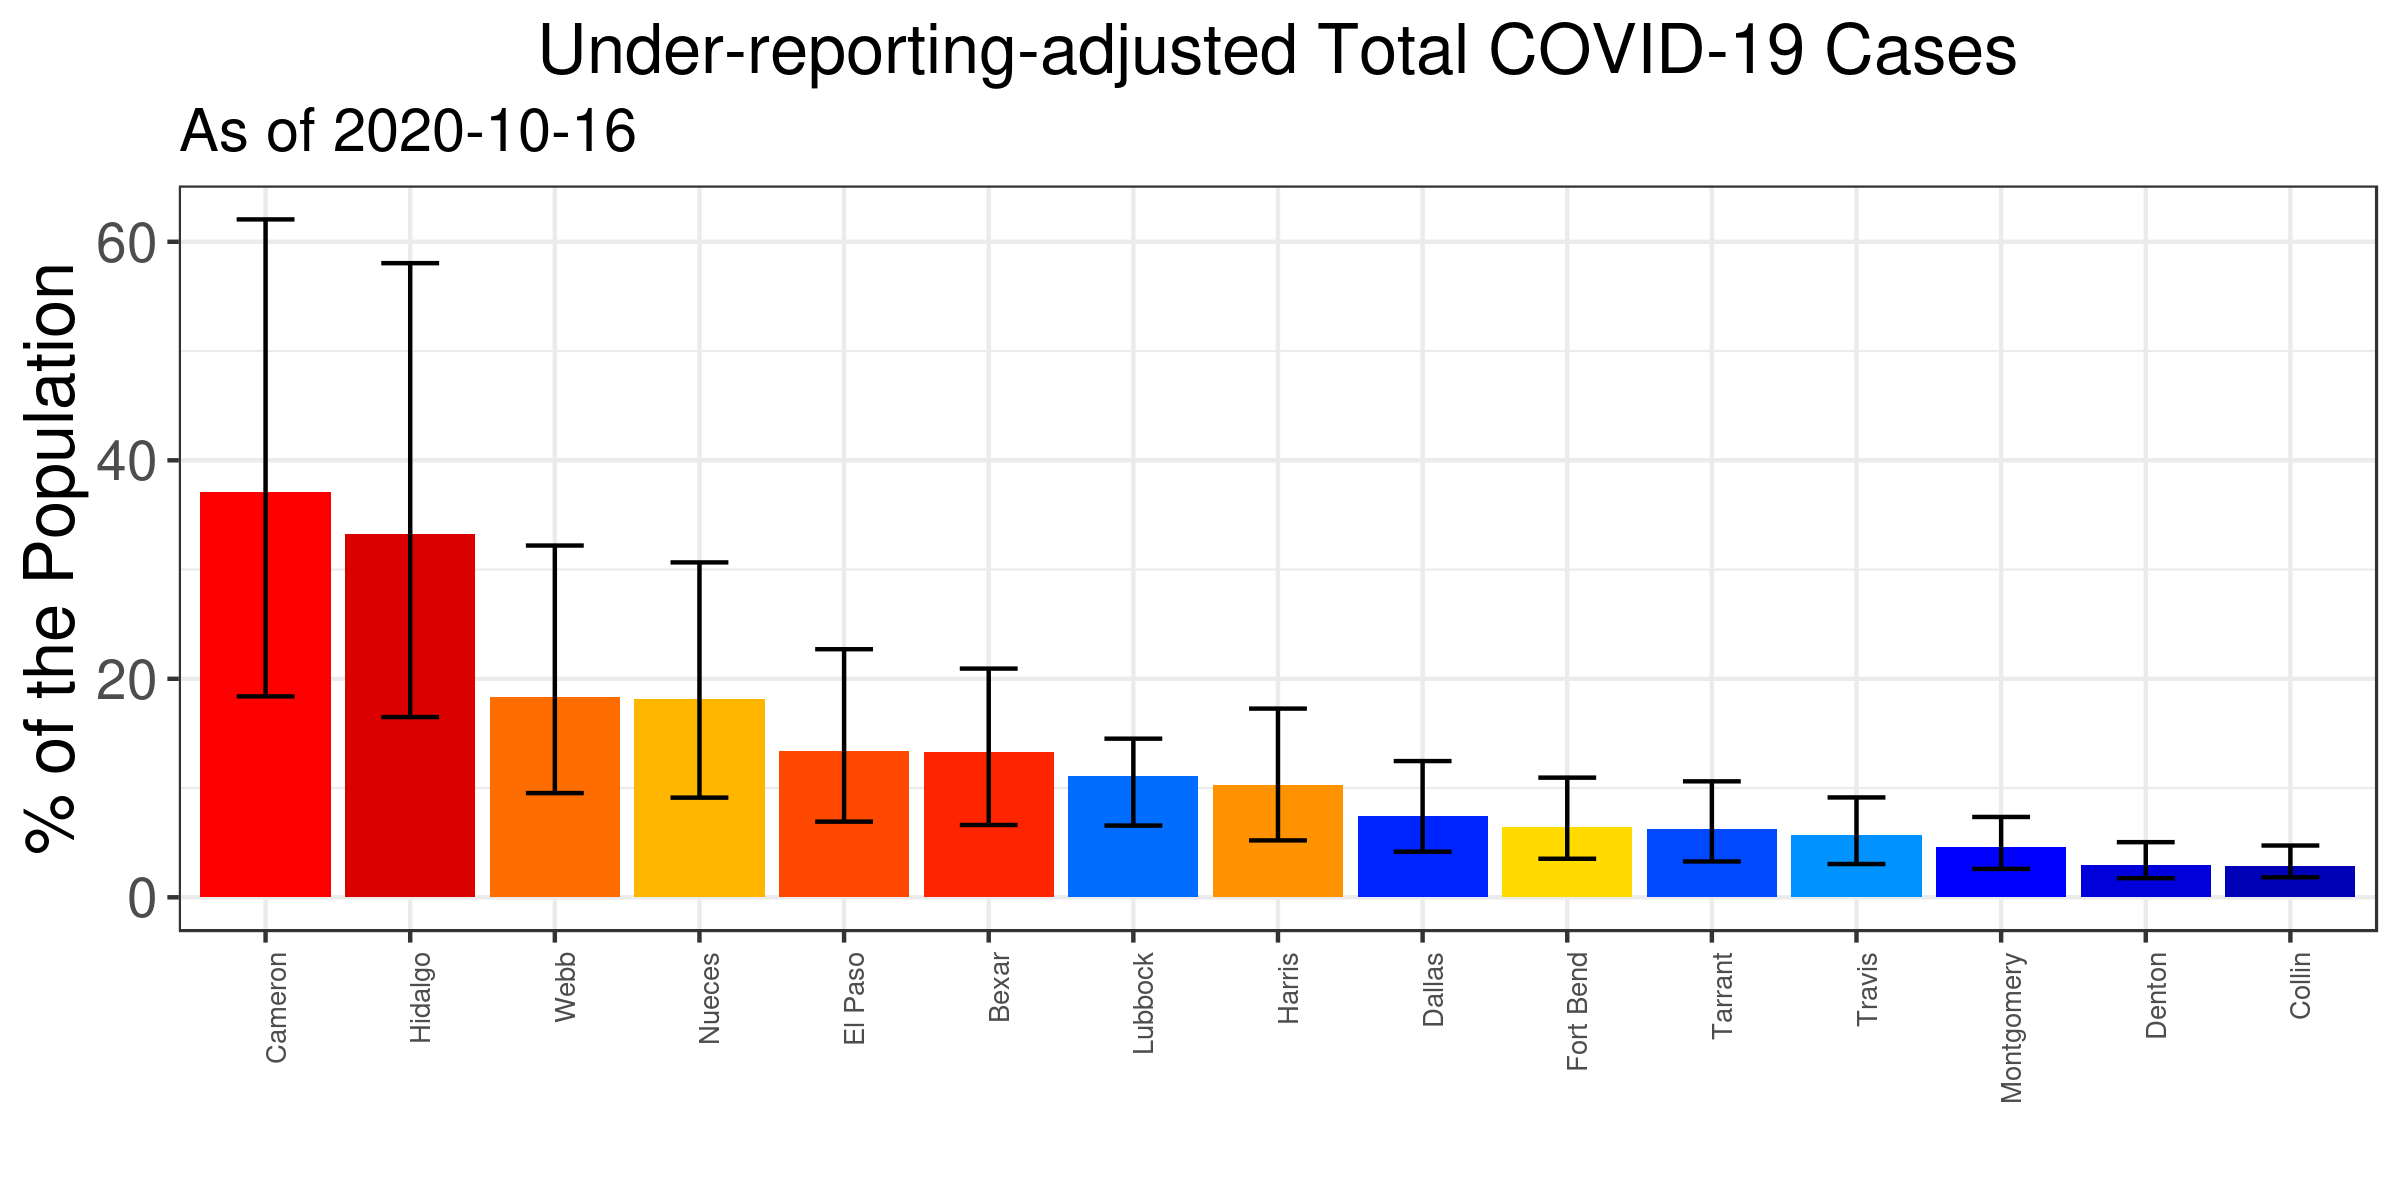 Under-reporting-adjusted Total COVID-19 Cases
As of 2020-10-16
% of the Population
60
40
20
0
Cameron
Hidalgo
Webb
Nueces
El Paso
Bexar
Lubbock
Harris
Dallas
Fort Bend
Tarrant
Travis
Montgomery
Denton
Collin